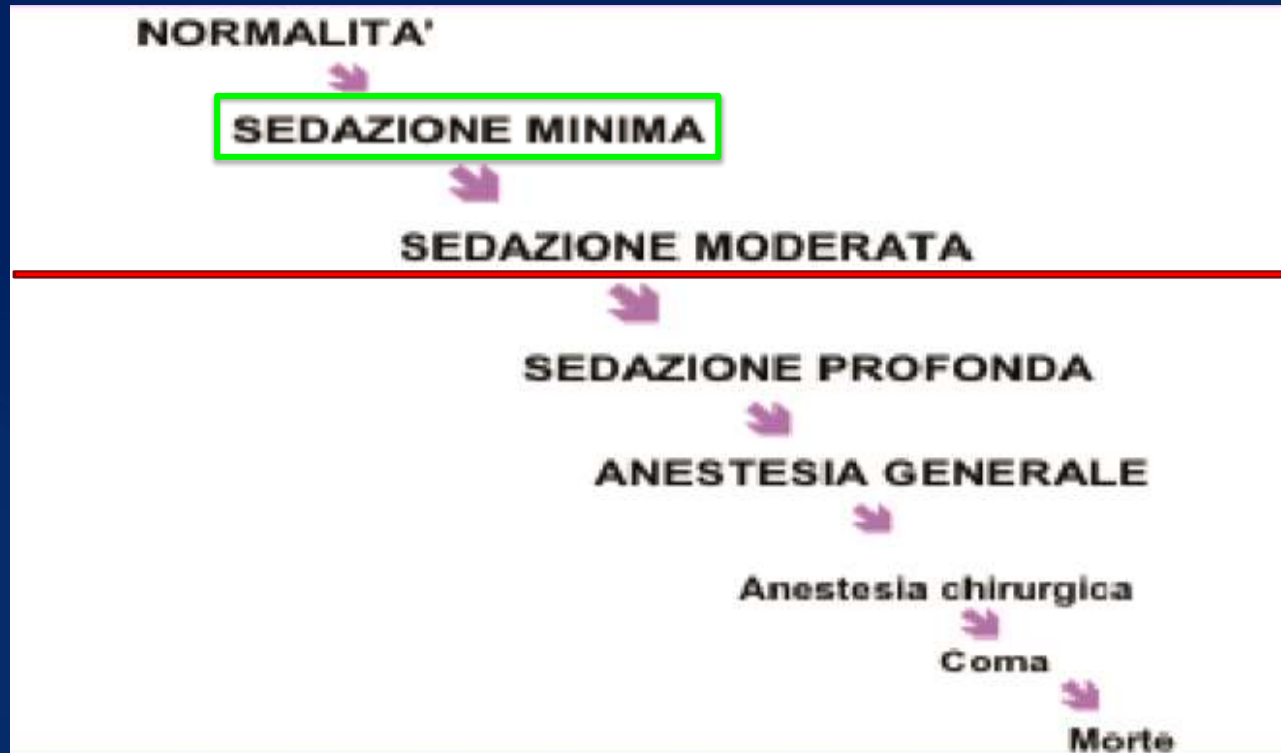 NORMALITA'
SEDAZIONE MINIMA
SEDAZIONE MODERATA
SEDAZIONE PROFONDA
ANESTESIA GENERALE
Anestesia chirurgica
Coma
Morte